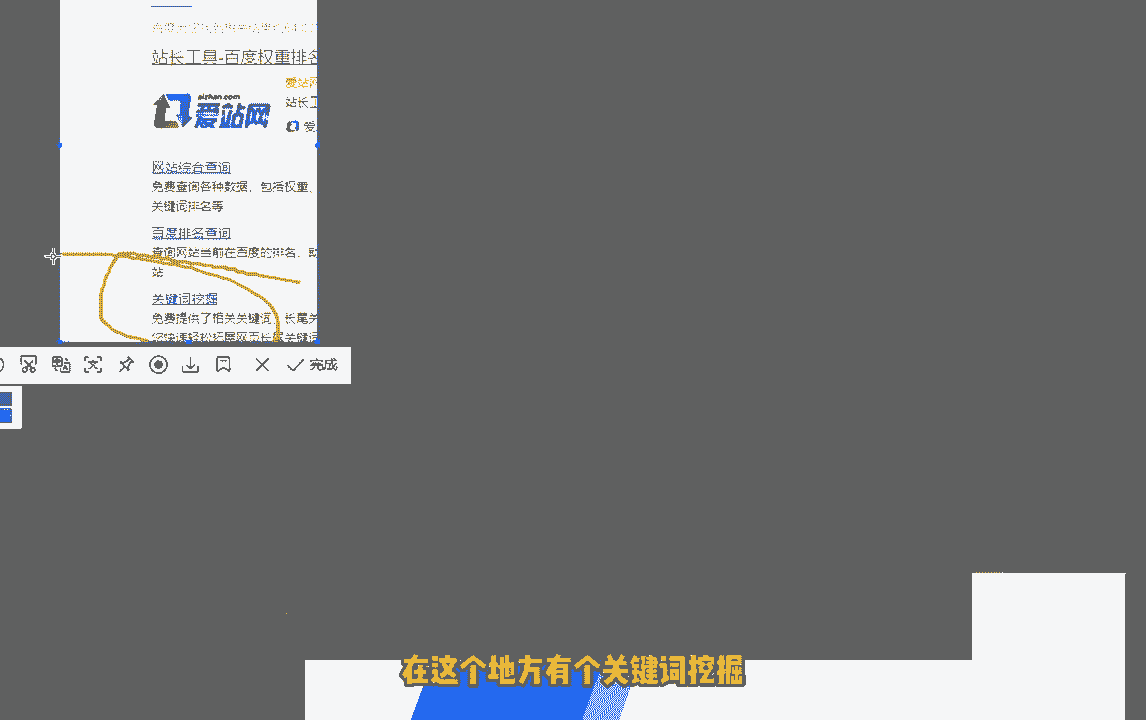 站长工具-百度权重排名
爱站网
站长工
aizhan.com
爱站网
爱
网站综合查询
免费查询各种数据，包括权重、
关键词排名等
百度排名查询
查询网站当前在百度的排名，或
站
关键词挖掘
免费提供了相关关键词、长尾关
完成
在这个地方有个关键词挖掘